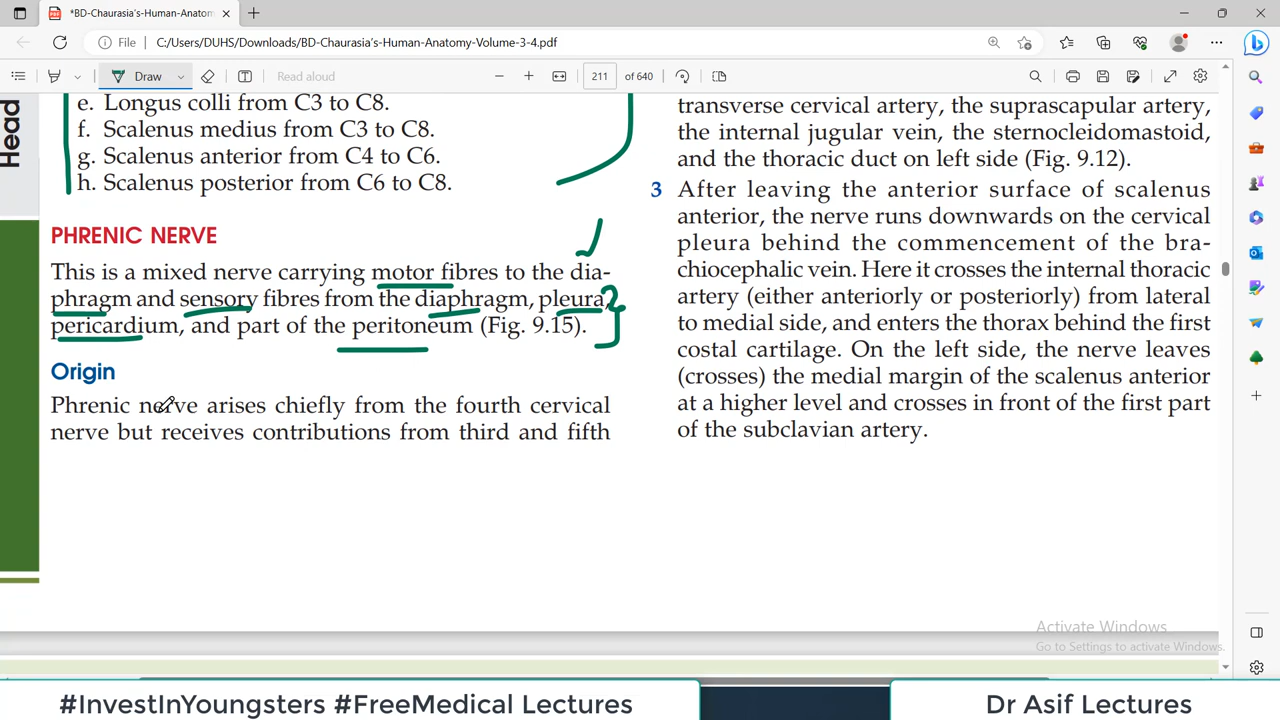 *BD-Chaurasia's-Human-Anatom
File
C:/Users/DUHS/Downloads/BD-Chaurasia's-Human-Anatomy-Volume-3-4.pdf
Draw
Read aloud
211
of 640
Head
e. Longus colli from C3 to C8.
f. Scalenus medius from C3 to C8.
g. Scalenus anterior from C4 to C6.
h. Scalenus posterior from C6 to C8.
PHRENIC NERVE
This is a mixed nerve carrying motor fibres to the dia-
phragm and sensory fibres from the diaphragm, pleura,
pericardium, and part of the peritoneum (Fig. 9.15).
Origin
Phrenic nerve arises chiefly from the fourth cervical
nerve but receives contributions from third and fifth
transverse cervical artery, the suprascapular artery,
the internal jugular vein, the sternocleidomastoid,
and the thoracic duct on left side (Fig. 9.12).
3 After leaving the anterior surface of scalenus
anterior, the nerve runs downwards on the cervical
pleura behind the commencement of the bra-
chiocephalic vein. Here it crosses the internal thoracic
artery (either anteriorly or posteriorly) from lateral
to medial side, and enters the thorax behind the first
costal cartilage. On the left side, the nerve leaves
(crosses) the medial margin of the scalenus anterior
at a higher level and crosses in front of the first part
of the subclavian artery.
Activate Windows
Go to Settings to activate Windows.
#InvestInYoungsters #FreeMedical Lectures
Dr Asif Lectures